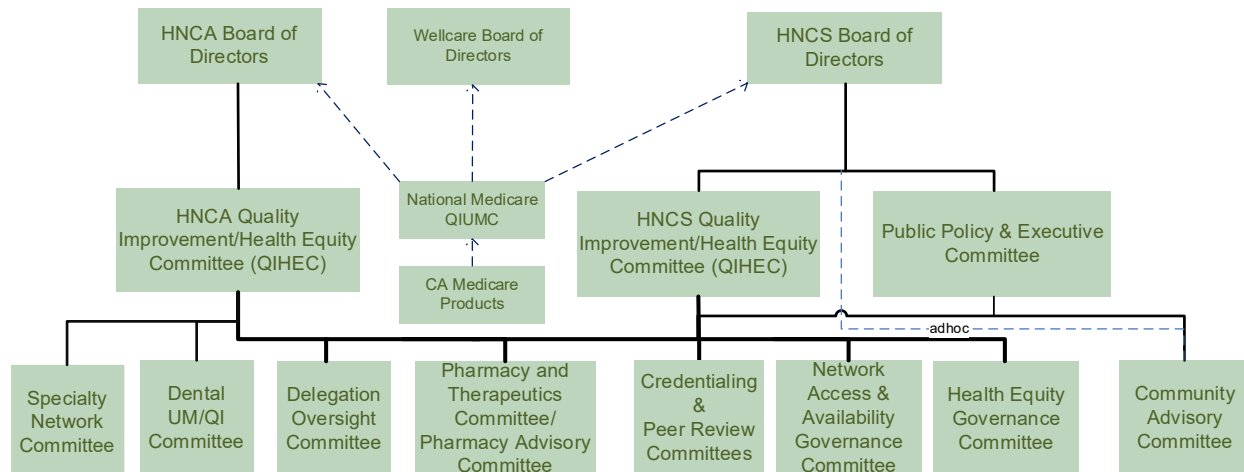 HNCA Board of
Directors
Wellcare Board of
Directors
HNCS Board of
Directors
HNCA Quality
Improvement/Health Equity
Committee (QIHEC)
National Medicare
QIUMC
CA Medicare
Products
HNCS Quality
Improvement/Health Equity
Committee (QIHEC)
Public Policy & Executive
Committee
adhoc
Specialty
Network
Committee
Dental
UM/QI
Committee
Delegation
Oversight
Committee
Pharmacy and
Therapeutics
Committee/
Pharmacy Advisory
Committee
Credentialing
&
Peer Review
Committees
Network
Access &
Availability
Governance
Committee
Health Equity
Governance
Committee
Community
Advisory
Committee